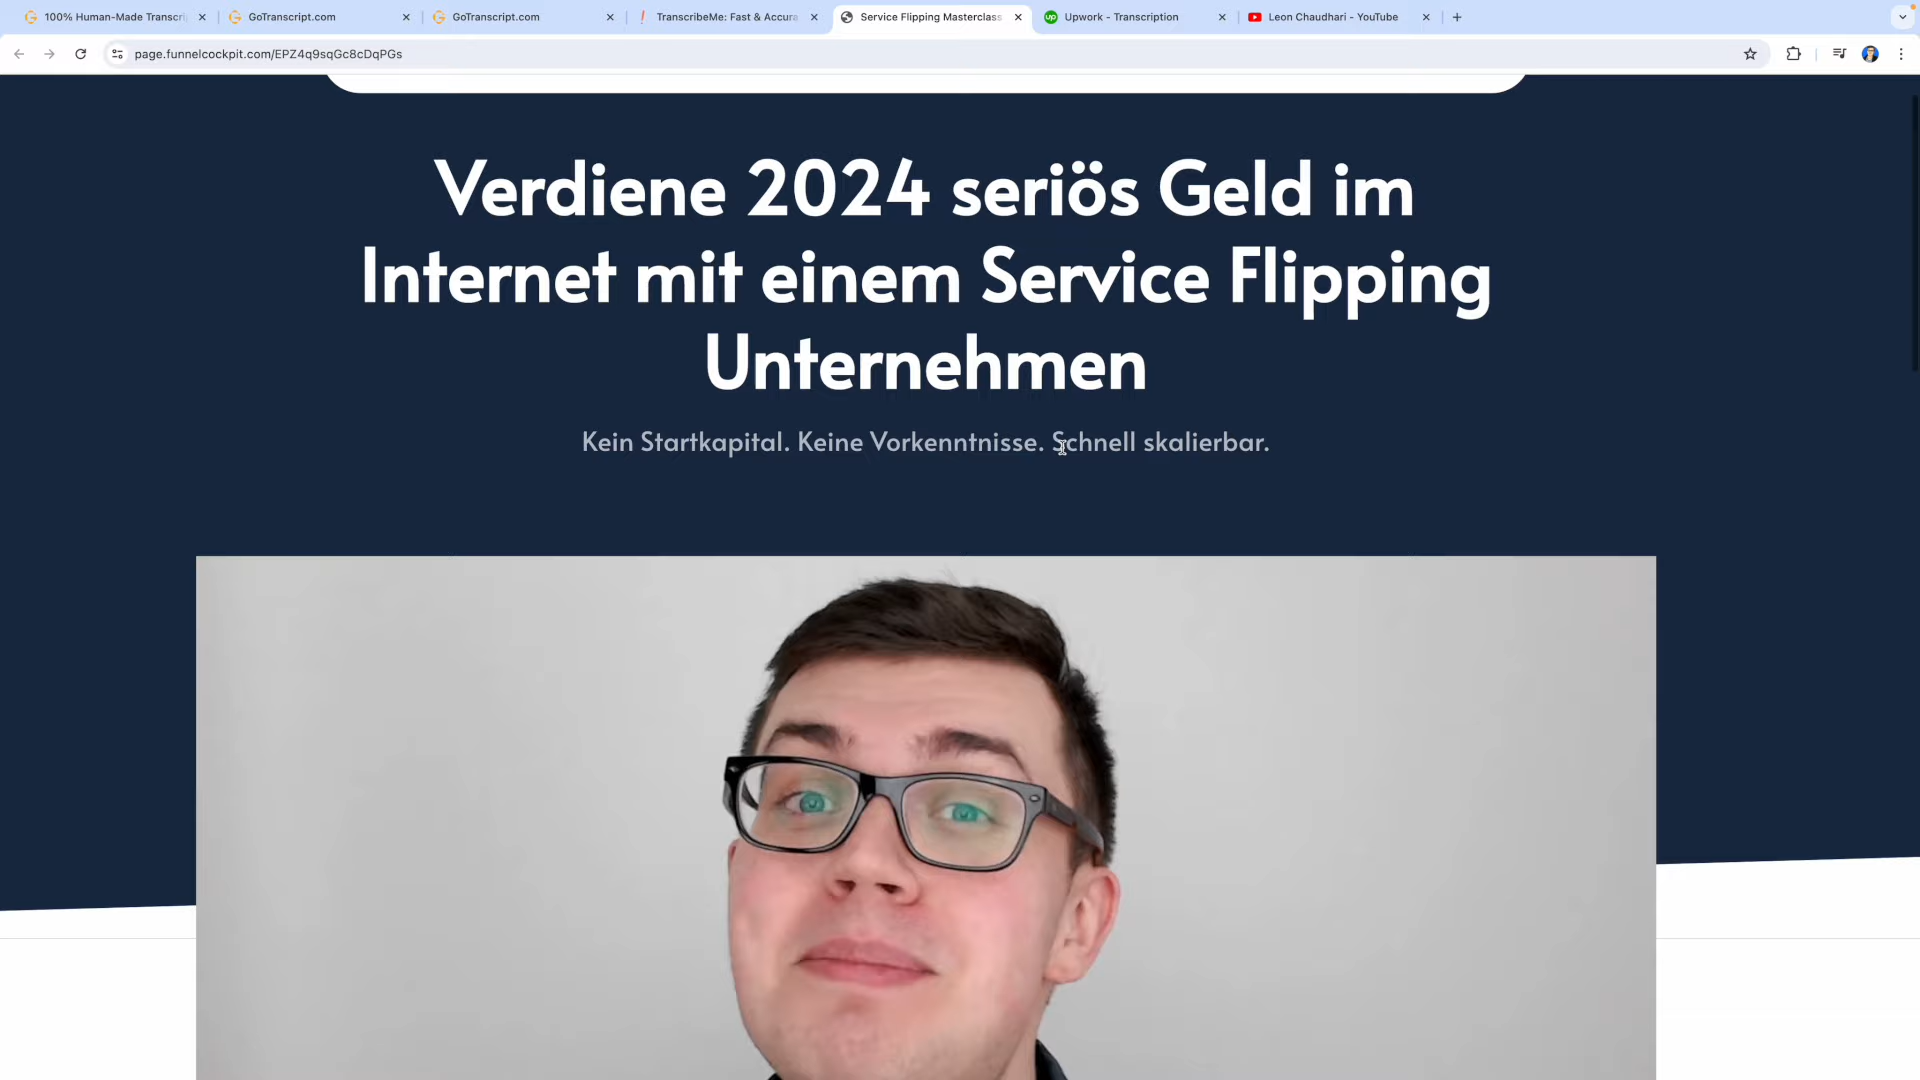 100% Human-Made Transcri
GoTranscript.com
GoTranscript.com
TranscribeMe: Fast & Accura
Service Flipping Masterclass
up Upwork - Transcription
Leon Chaudhari - YouTube
page.funnelcockpit.com/EPZ4q9sqGc8cDqPGs
Verdiene 2024 seriös Geld im
Internet mit einem Service Flipping
Unternehmen
Kein Startkapital. Keine Vorkenntnisse. Schnell skalierbar.